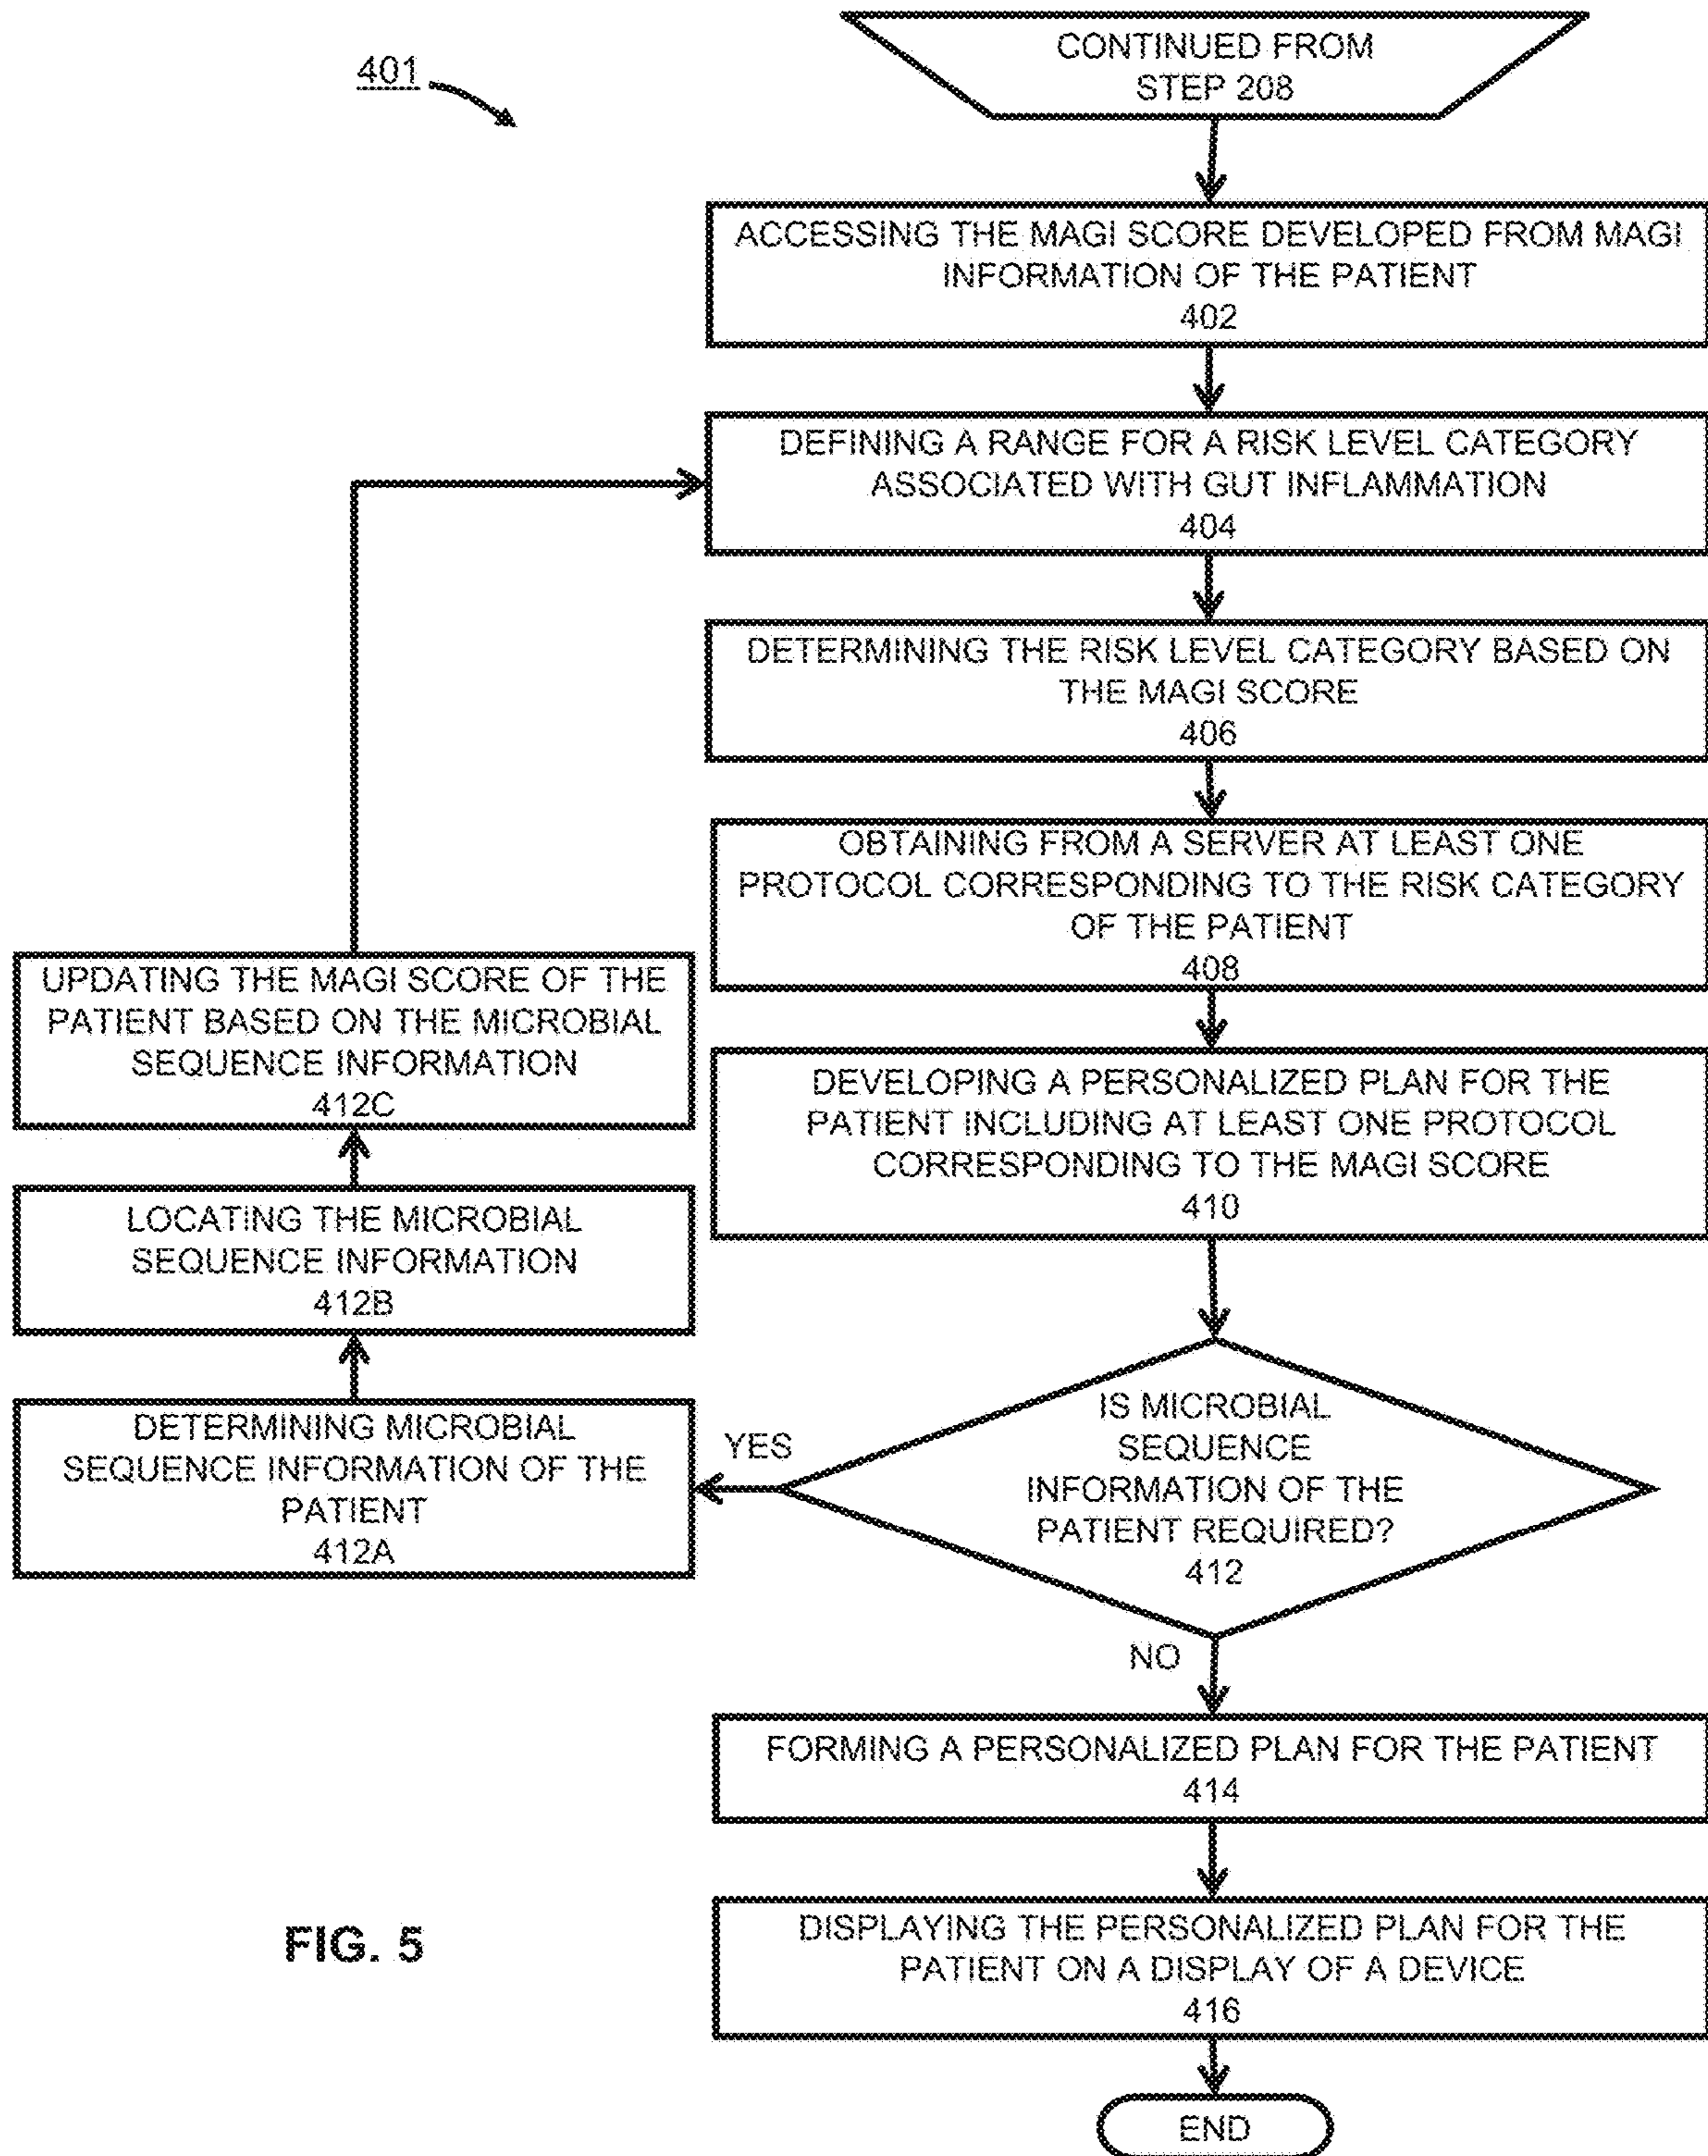 401
CONTINUED FROM
STEP 208
ACCESSING THE MAGI SCORE DEVELOPED FROM MAGI
INFORMATION OF THE PATIENT
402
DEFINING A RANGE FOR A RISK LEVEL CATEGORY
ASSOCIATED WITH GUT INFLAMMATION
404
DETERMINING THE RISK LEVEL CATEGORY BASED ON
THE MAGI SCORE
406
OBTAINING FROM A SERVER AT LEAST ONE
PROTOCOL CORRESPONDING TO THE RISK CATEGORY
OF THE PATIENT
408
DEVELOPING A PERSONALIZED PLAN FOR THE
PATIENT INCLUDING AT LEAST ONE PROTOCOL
CORRESPONDING TO THE MAGI SCORE
410
IS MICROBIAL
SEQUENCE
INFORMATION OF THE
PATIENT REQUIRED?
412
YES
DETERMINING MICROBIAL
SEQUENCE INFORMATION OF THE
PATIENT
412A
LOCATING THE MICROBIAL
SEQUENCE INFORMATION
412B
UPDATING THE MAGI SCORE OF THE
PATIENT BASED ON THE MICROBIAL
SEQUENCE INFORMATION
412C
NO
FORMING A PERSONALIZED PLAN FOR THE PATIENT
414
DISPLAYING THE PERSONALIZED PLAN FOR THE
PATIENT ON A DISPLAY OF A DEVICE
416
END
FIG. 5